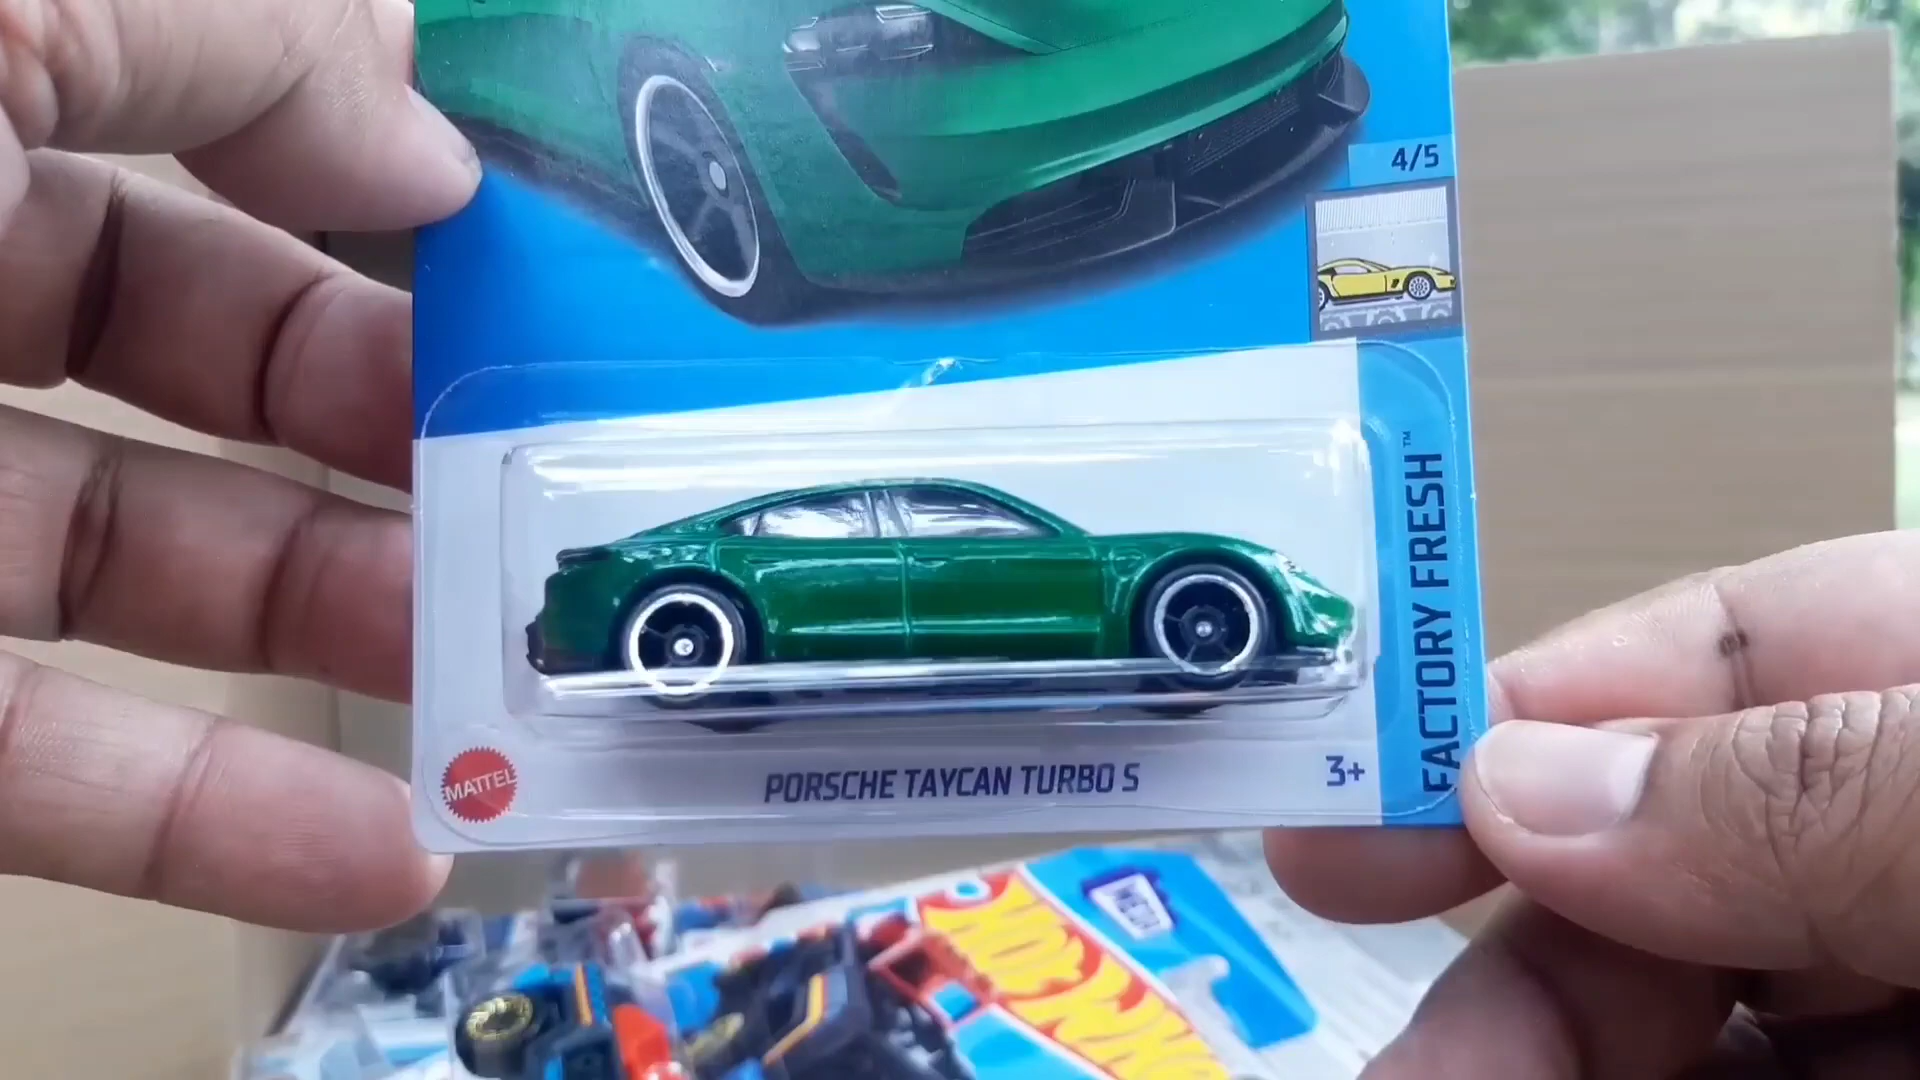 4/5
FACTORY FRESH™
MATTEL
PORSCHE TAYCAN TURBO S
3+
HOT WHEELS